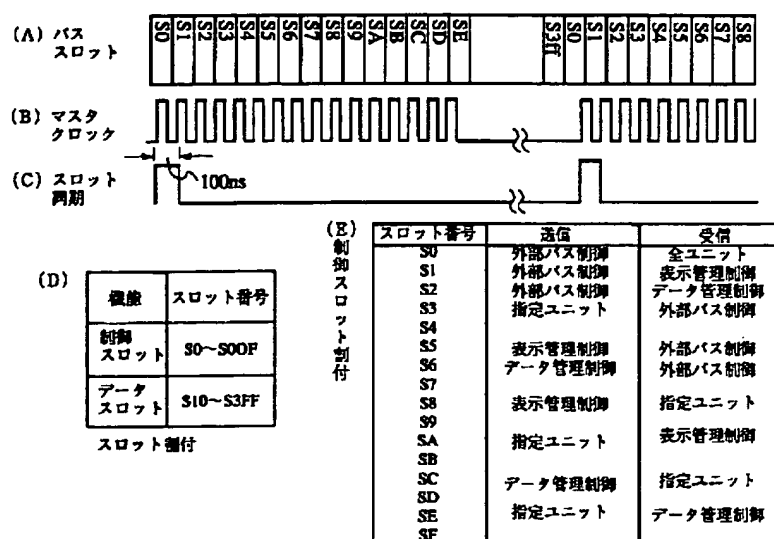 (A) バス
スロット
S0 S1 S2 S3 S4 S5 S6 S7 S8 S9 SA SB SC SD SE S3ff S0 S1 S2 S3 S4 S5 S6 S7 S8
(B) マスタ
クロック
(C) スロット
同期
100ns
(D)
機能 スロット番号
制御
スロット S0～S00F
データ
スロット S10～S3FF
スロット割付
(E)
制御スロット割付
スロット番号 送信 受信
S0 外部バス制御 全ユニット
S1 外部バス制御 表示管理制御
S2 外部バス制御 データ管理制御
S3 指定ユニット 外部バス制御
S4
S5 表示管理制御 外部バス制御
S6 データ管理制御 外部バス制御
S7
S8 表示管理制御 指定ユニット
S9
SA 指定ユニット 表示管理制御
SB
SC データ管理制御 指定ユニット
SD
SE 指定ユニット データ管理制御
SF